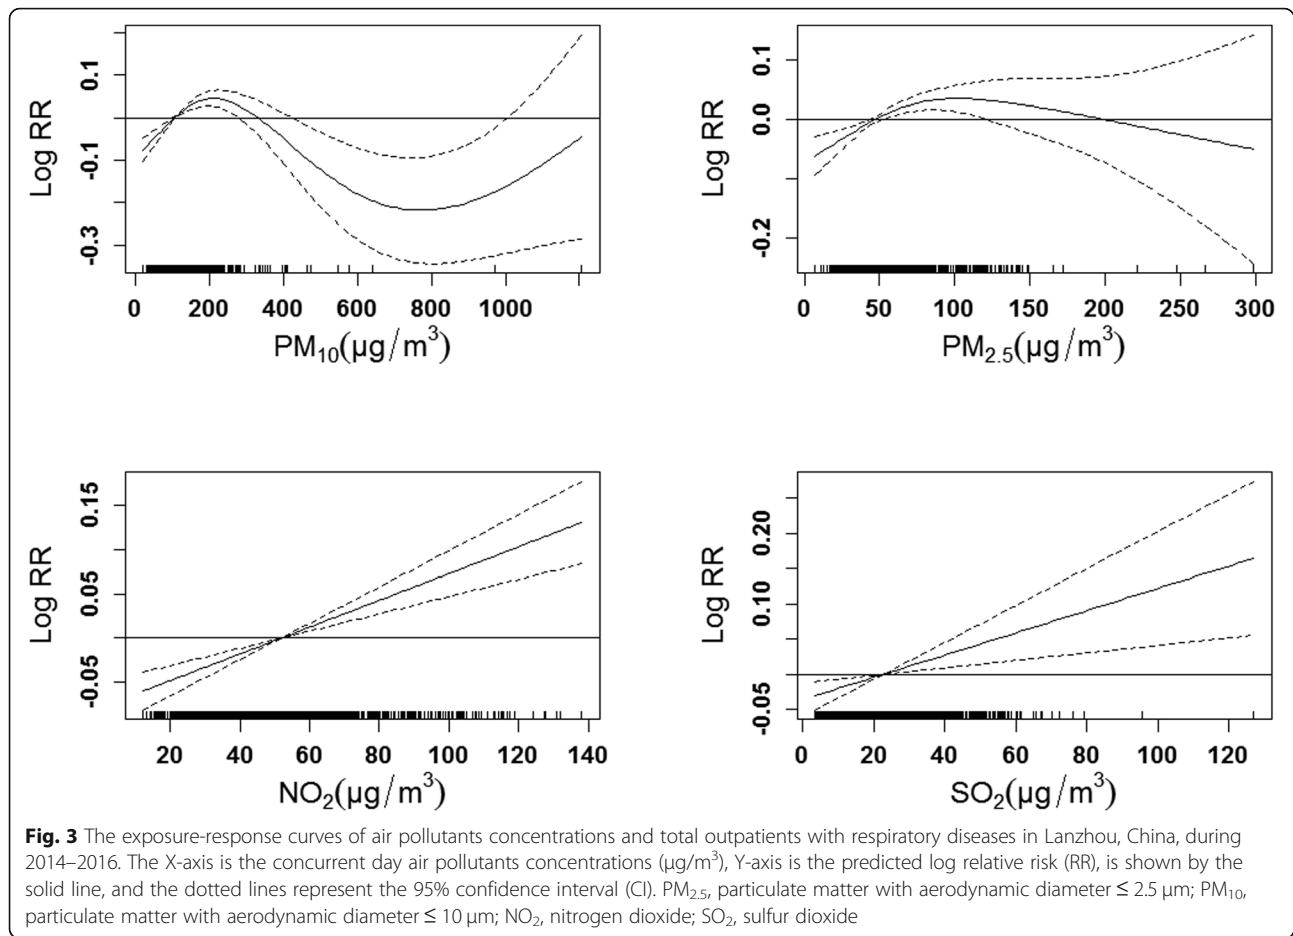 Log RR
0.1
-0.1
-0.3
0 200 400 600 800 1000
PM10(µg/m³)
Log RR
0.1
0.0
-0.2
0 50 100 150 200 250 300
PM2.5(µg/m³)
Log RR
0.15
0.05
-0.05
20 40 60 80 100 120 140
NO2(µg/m³)
Log RR
0.20
0.10
-0.05
0 20 40 60 80 100 120
SO2(µg/m³)
Fig. 3 The exposure-response curves of air pollutants concentrations and total outpatients with respiratory diseases in Lanzhou, China, during
2014–2016. The X-axis is the concurrent day air pollutants concentrations (µg/m³), Y-axis is the predicted log relative risk (RR), is shown by the
solid line, and the dotted lines represent the 95% confidence interval (CI). PM2.5, particulate matter with aerodynamic diameter ≤ 2.5 µm; PM10,
particulate matter with aerodynamic diameter ≤ 10 µm; NO2, nitrogen dioxide; SO2, sulfur dioxide